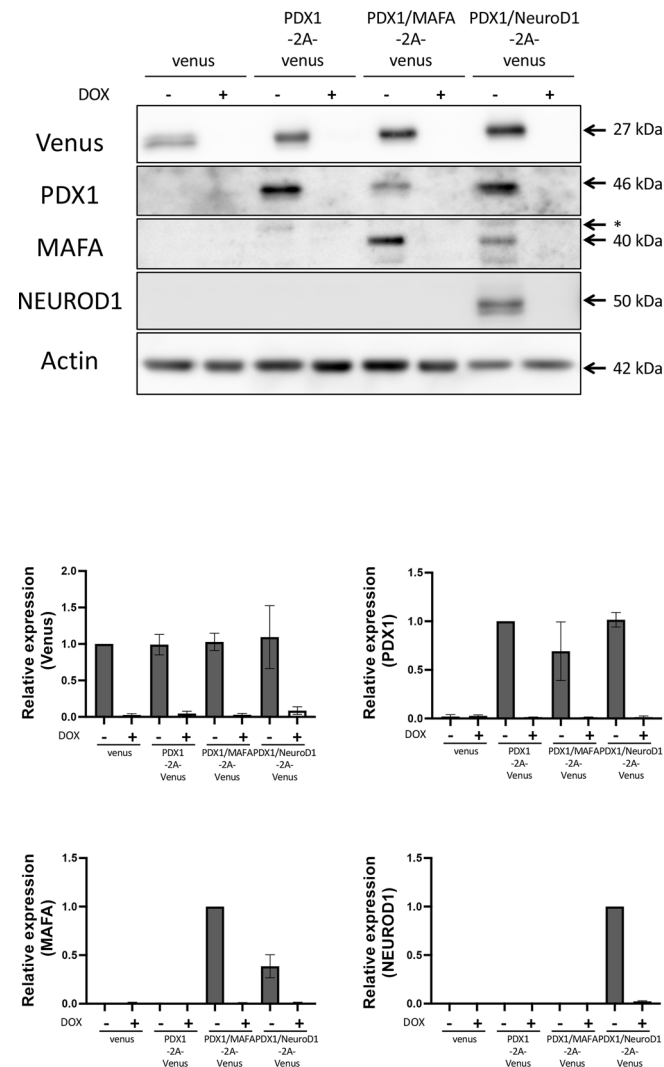 PDX1 PDX1/MAFA PDX1/NeuroD1
-2A- -2A- -2A-
venus venus venus venus
DOX - + - + - + - +
Venus 27 kDa
PDX1 46 kDa
*
MAFA 40 kDa
NEUROD1 50 kDa
Actin 42 kDa
Relative expression
(Venus)
2.0
1.5
1.0
0.5
0.0
DOX - + - + - + - +
venus PDX1 PDX1/MAFA PDX1/NeuroD1
-2A- -2A- -2A-
Venus Venus Venus
Relative expression
(PDX1)
1.5
1.0
0.5
0.0
DOX - + - + - + - +
venus PDX1 PDX1/MAFA PDX1/NeuroD1
-2A- -2A- -2A-
Venus Venus Venus
Relative expression
(MAFA)
1.5
1.0
0.5
0.0
DOX - + - + - + - +
venus PDX1 PDX1/MAFA PDX1/NeuroD1
-2A- -2A- -2A-
Venus Venus Venus
Relative expression
(NEUROD1)
1.5
1.0
0.5
0.0
DOX - + - + - + - +
venus PDX1 PDX1/MAFA PDX1/NeuroD1
-2A- -2A- -2A-
Venus Venus Venus